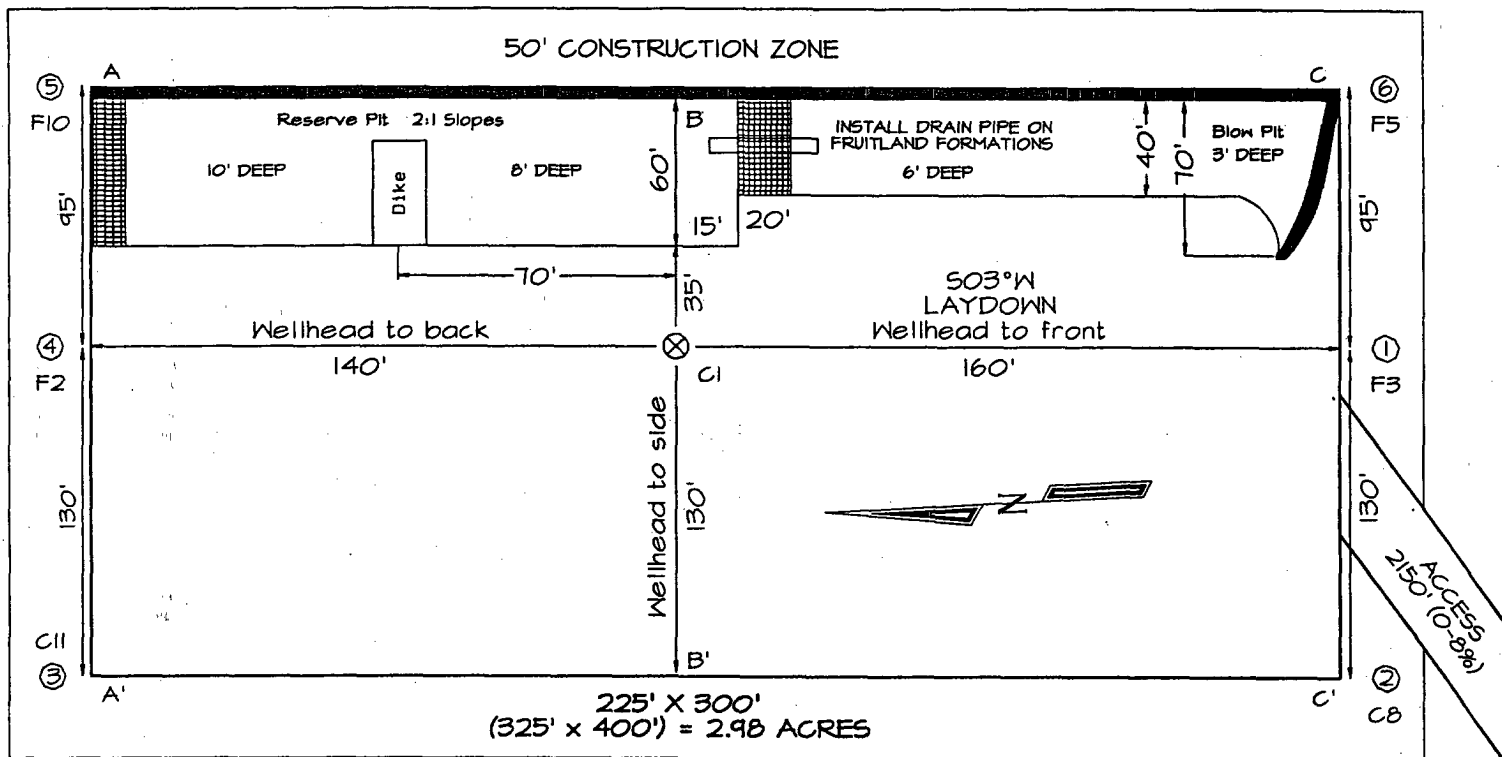 50' CONSTRUCTION ZONE
A
C
⑤
⑥
F10
F5
Reserve Pit 2:1 Slopes
B
INSTALL DRAIN PIPE ON
FRUITLAND FORMATIONS
Blow Pit
3' DEEP
10' DEEP
Dike
8' DEEP
60'
6' DEEP
40'
70'
95'
95'
15'
20'
70'
35'
S03°W
LAYDOWN
Wellhead to back
Wellhead to front
④
①
140'
C1
160'
F2
F3
Wellhead to side
130'
130'
130'
N
ACCESS
2150' (0-8%)
C11
③
B'
②
A'
C'
C8
225' X 300'
(325' x 400') = 2.98 ACRES